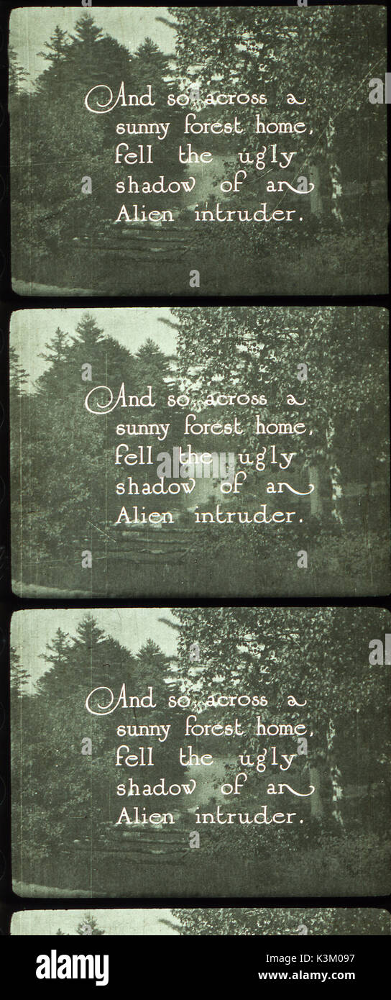 And so, across a
sunny forest home,
fell the ugly
shadow of an
Alien intruder.
And so, across a
sunny forest home,
fell the ugly
shadow of an
Alien intruder.
And so, across a
sunny forest home,
fell the ugly
shadow of an
Alien intruder.
a
a
a
a
alamy
a
a
a
a
a
alamy
Image ID: K3M097
www.alamy.com